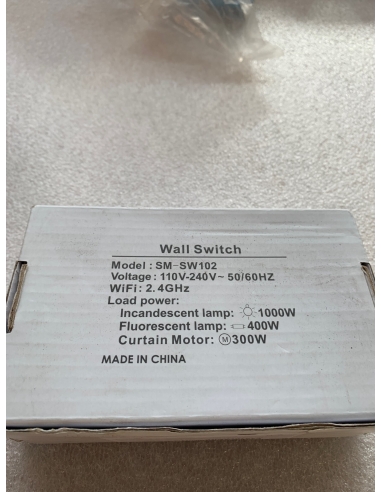 Wall Switch
Model : SM-SW102
Voltage : 110V-240V~ 50/60HZ
WiFi: 2.4GHz
Load power:
Incandescent lamp: 1000W
Fluorescent lamp: 400W
Curtain Motor: M 300W
MADE IN CHINA